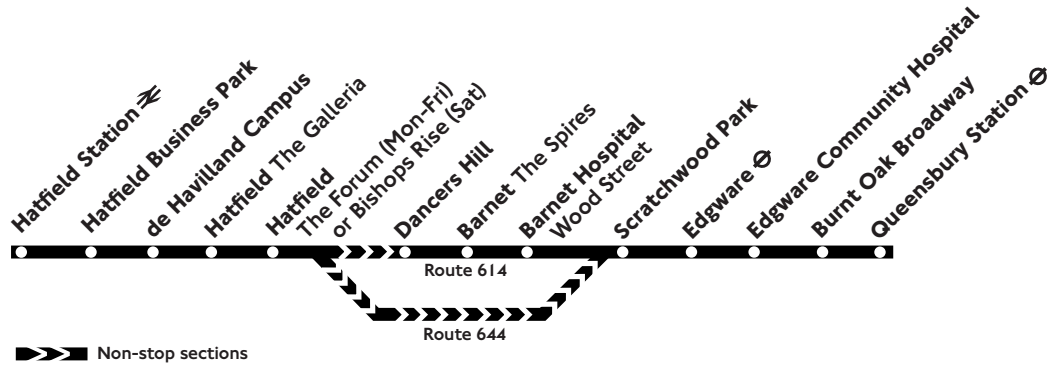 Hatfield Station
Hatfield Business Park
de Havilland Campus
Hatfield The Galleria
Hatfield
The Forum (Mon-Fri)
or Bishops Rise (Sat)
Dancers Hill
Barnet The Spires
Barnet Hospital
Wood Street
Scratchwood Park
Edgware
Edgware Community Hospital
Burnt Oak Broadway
Queensbury Station
Route 614
Route 644
Non-stop sections